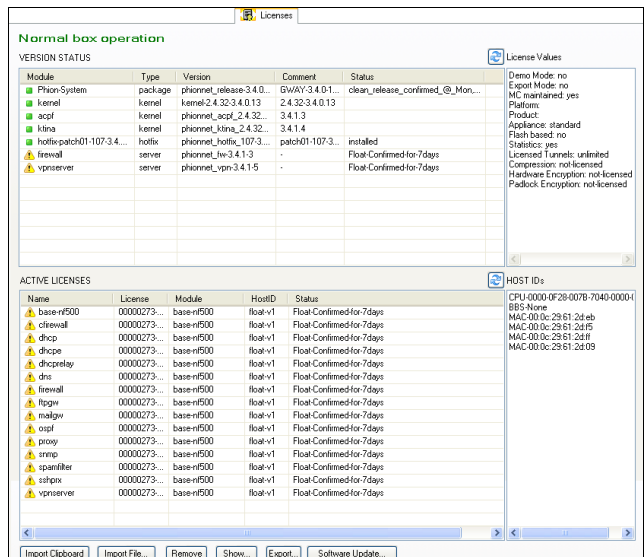 Licenses
Normal box operation
VERSION STATUS
License Values
Module Type Version Comment Status
Phion-System package phionnet_release-3.4.0... GWAY-3.4.0-1... clean_release_confirmed_@_Mon,...
kernel kernel kernel-2.4.32-3.4.0.13 2.4.32-3.4.0.13
acpf kernel phionnet_acpf_2.4.32... 3.4.1.3
ktina kernel phionnet_ktina_2.4.32... 3.4.1.4
hotfix-patch01-107-3.4.... hotfix phionnet_hotfix_107-3.... patch01-107-3... installed
firewall server phionnet_fw-3.4.1-3 - Float-Confirmed-for-7days
vpnserver server phionnet_vpn-3.4.1-5 - Float-Confirmed-for-7days
Demo Mode: no
Export Mode: no
MC maintained: yes
Platform:
Product:
Appliance: standard
Flash based: no
Statistics: yes
Licensed Tunnels: unlimited
Compression: not-licensed
Hardware Encryption: not-licensed
Padlock Encryption: not-licensed
ACTIVE LICENSES
HOST IDs
Name License Module HostID Status
base-nf500 00000273-... base-nf500 float-v1 Float-Confirmed-for-7days
cfirewall 00000273-... base-nf500 float-v1 Float-Confirmed-for-7days
dhcp 00000273-... base-nf500 float-v1 Float-Confirmed-for-7days
dhcpe 00000273-... base-nf500 float-v1 Float-Confirmed-for-7days
dhcprelay 00000273-... base-nf500 float-v1 Float-Confirmed-for-7days
dns 00000273-... base-nf500 float-v1 Float-Confirmed-for-7days
firewall 00000273-... base-nf500 float-v1 Float-Confirmed-for-7days
ftpgw 00000273-... base-nf500 float-v1 Float-Confirmed-for-7days
mailgw 00000273-... base-nf500 float-v1 Float-Confirmed-for-7days
ospf 00000273-... base-nf500 float-v1 Float-Confirmed-for-7days
proxy 00000273-... base-nf500 float-v1 Float-Confirmed-for-7days
snmp 00000273-... base-nf500 float-v1 Float-Confirmed-for-7days
spamfilter 00000273-... base-nf500 float-v1 Float-Confirmed-for-7days
sshprx 00000273-... base-nf500 float-v1 Float-Confirmed-for-7days
vpnserver 00000273-... base-nf500 float-v1 Float-Confirmed-for-7days
CPU-0000-0F28-007B-7040-0000-
BBS-None
MAC-00:0c:29:61:2d:eb
MAC-00:0c:29:61:2d:f5
MAC-00:0c:29:61:2d:ff
MAC-00:0c:29:61:2d:09
Import Clipboard Import File... Remove Show... Export... Software Update...